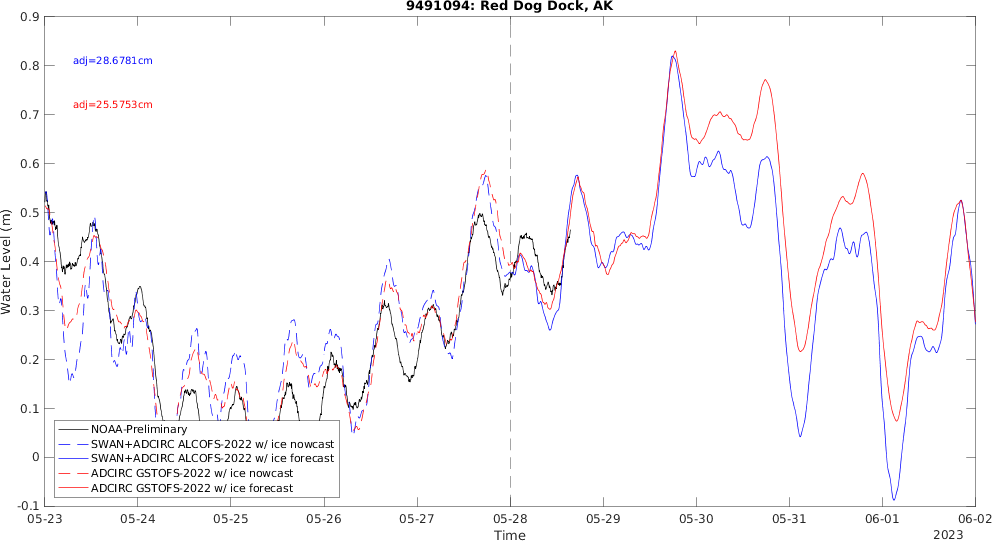 9491094: Red Dog Dock, AK
adj=28.6781cm
adj=25.5753cm
Water Level (m)
0.9
0.8
0.7
0.6
0.5
0.4
0.3
0.2
0.1
0
-0.1
NOAA-Preliminary
SWAN+ADCIRC ALCOFS-2022 w/ ice nowcast
SWAN+ADCIRC ALCOFS-2022 w/ ice forecast
ADCIRC GSTOFS-2022 w/ ice nowcast
ADCIRC GSTOFS-2022 w/ ice forecast
05-23 05-24 05-25 05-26 05-27 05-28 05-29 05-30 05-31 06-01 06-02
Time
2023